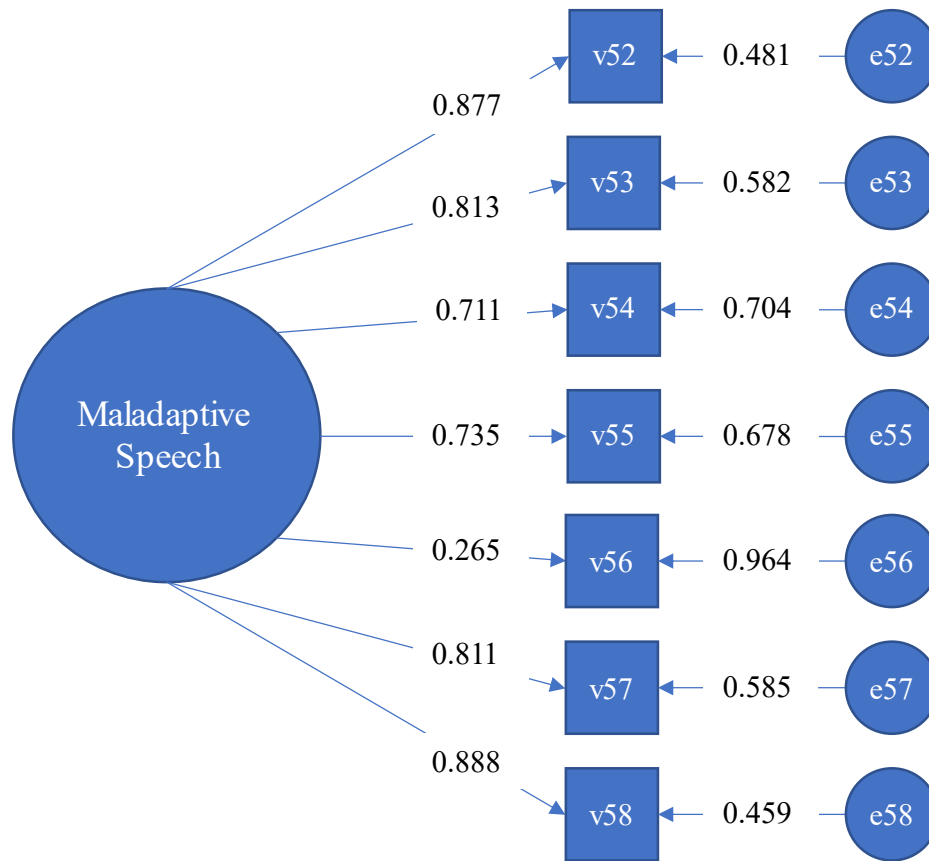 v52
0.481
e52
0.877
v53
0.582
e53
0.813
v54
0.704
e54
0.711
Maladaptive
Speech
0.735
v55
0.678
e55
0.265
v56
0.964
e56
0.811
v57
0.585
e57
0.888
v58
0.459
e58